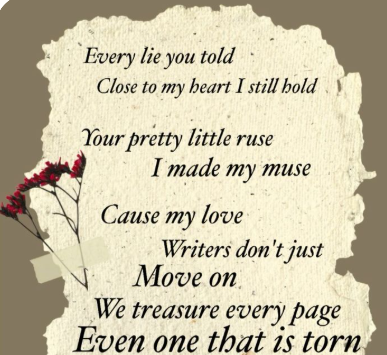 Every lie you told
Close to my heart I still hold
Your pretty little ruse
I made my muse
Cause my love
Writers don't just
Move on
We treasure every page
Even one that is torn